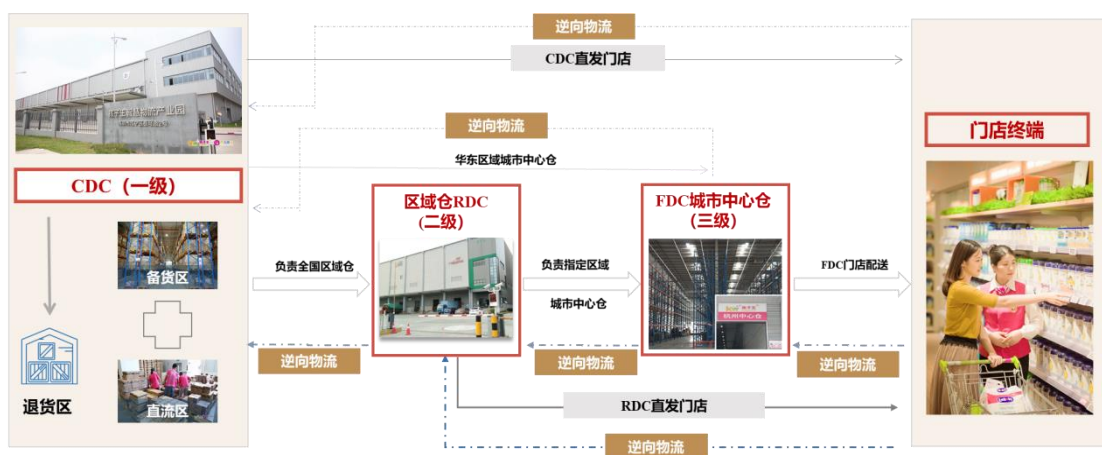 逆向物流
CDC直发门店
逆向物流
门店终端
华东区域城市中心仓
CDC（一级）
区域仓RDC
(二级)
FDC城市中心仓
(三级)
备货区
负责全国区域仓
负责指定区域
城市中心仓
FDC门店配送
杭州中心仓
逆向物流
逆向物流
逆向物流
退货区
直流区
RDC直发门店
逆向物流